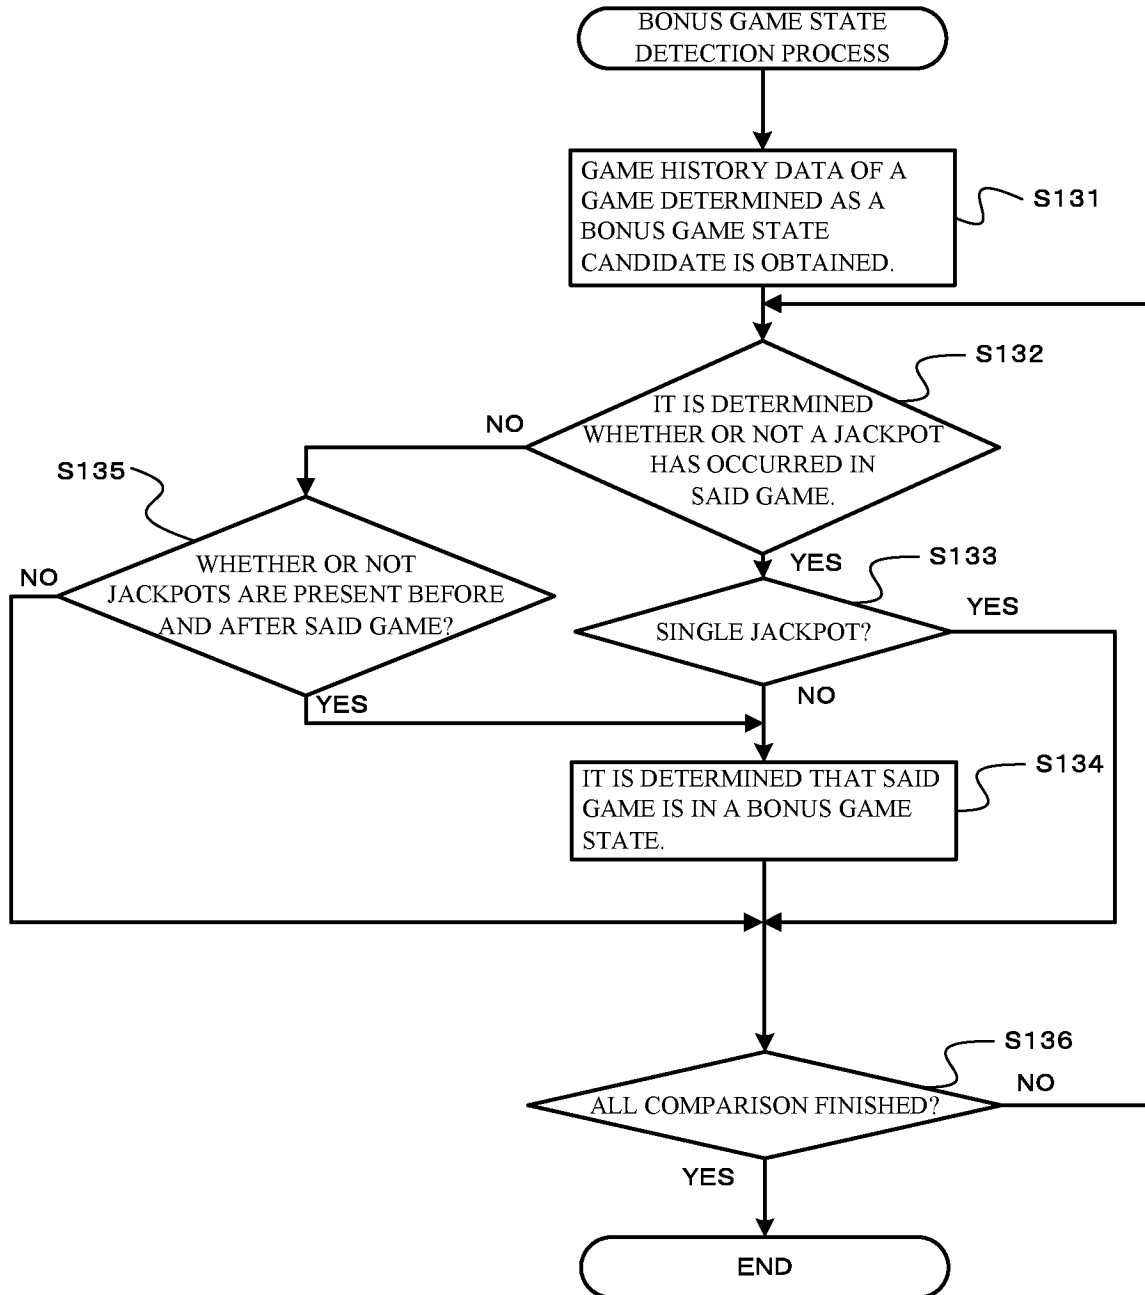 BONUS GAME STATE
DETECTION PROCESS
GAME HISTORY DATA OF A
GAME DETERMINED AS A
BONUS GAME STATE
CANDIDATE IS OBTAINED.
S131
S132
IT IS DETERMINED
WHETHER OR NOT A JACKPOT
HAS OCCURRED IN
SAID GAME.
NO
YES
S135
WHETHER OR NOT
JACKPOTS ARE PRESENT BEFORE
AND AFTER SAID GAME?
NO
YES
S133
SINGLE JACKPOT?
YES
NO
S134
IT IS DETERMINED THAT SAID
GAME IS IN A BONUS GAME
STATE.
S136
ALL COMPARISON FINISHED?
NO
YES
END